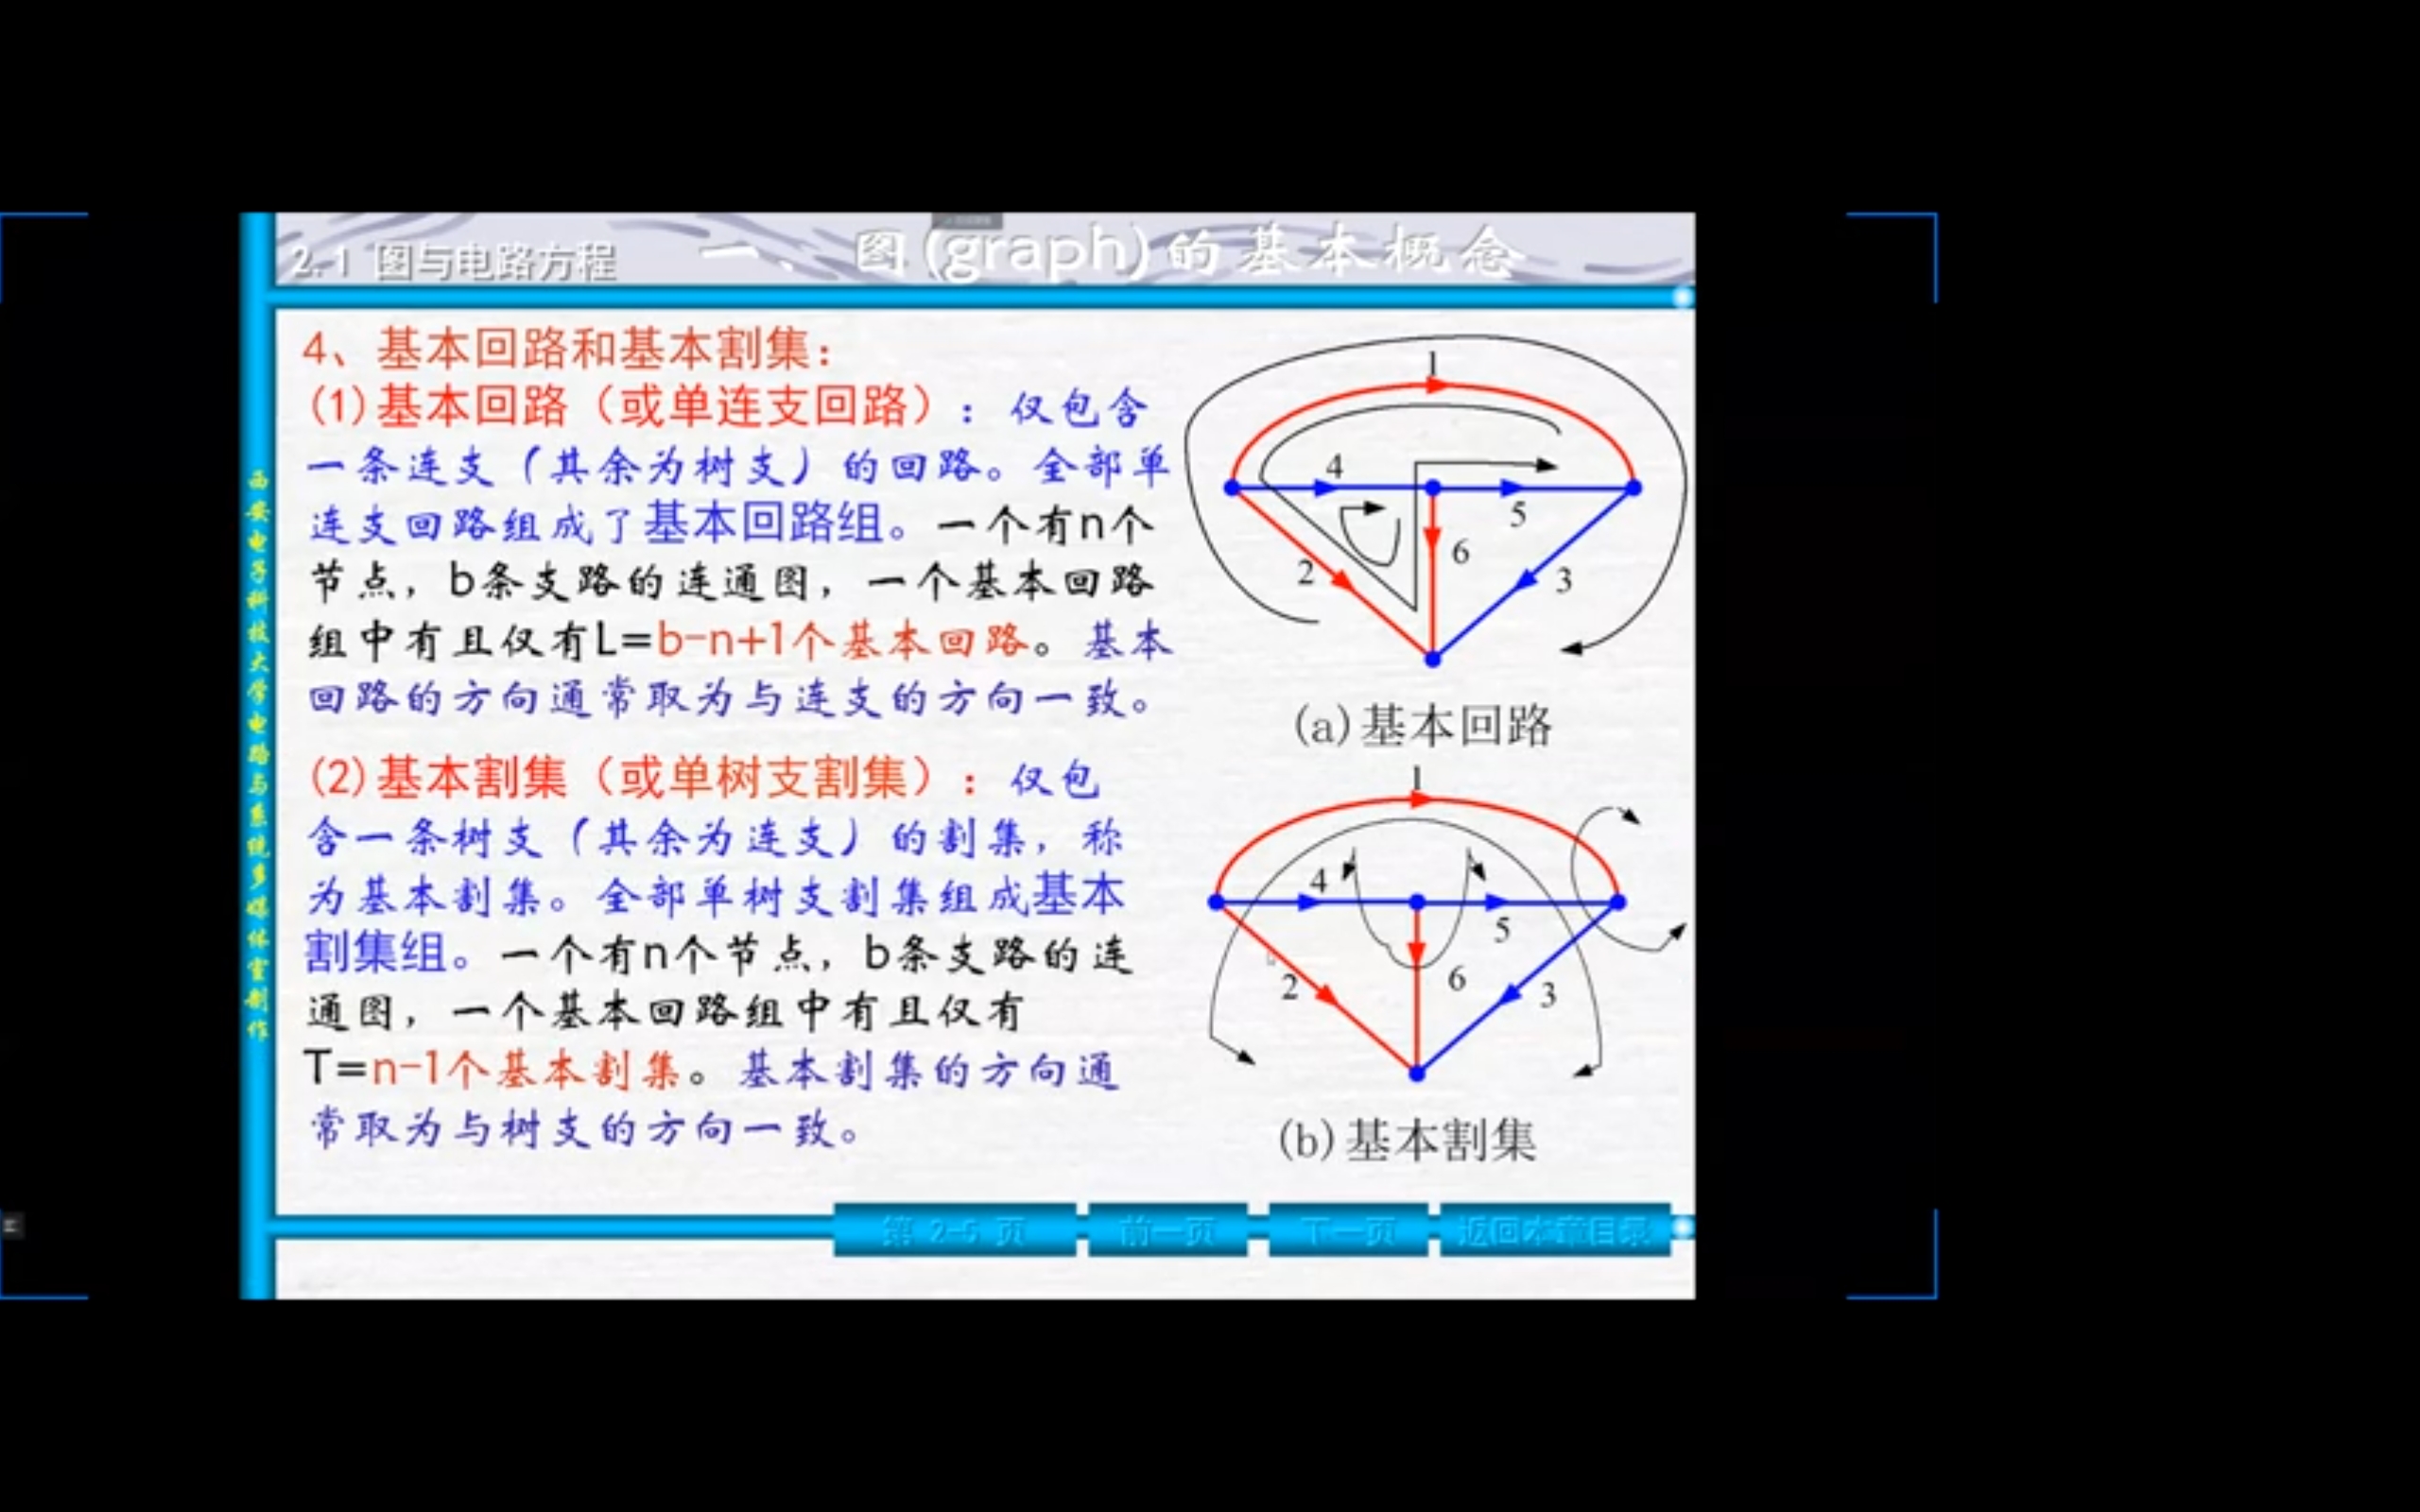 2.1 图与电路方程
一、图(graph)的基本概念
4、基本回路和基本割集：
(1)基本回路（或单连支回路）：仅包含
一条连支（其余为树支）的回路。全部单
连支回路组成了基本回路组。一个有n个
节点，b条支路的连通图，一个基本回路
组中有且仅有L=b-n+1个基本回路。基本
回路的方向通常取为与连支的方向一致。
(2)基本割集（或单树支割集）：仅包
含一条树支（其余为连支）的割集，称
为基本割集。全部单树支割集组成基本
割集组。一个有n个节点，b条支路的连
通图，一个基本回路组中有且仅有
T=n-1个基本割集。基本割集的方向通
常取为与树支的方向一致。
1
4
5
6
2
3
(a)基本回路
1
4
5
6
2
3
(b)基本割集
西安电子科技大学电路与系统多媒体室制作
第 2-5 页
前一页
下一页
返回本章目录